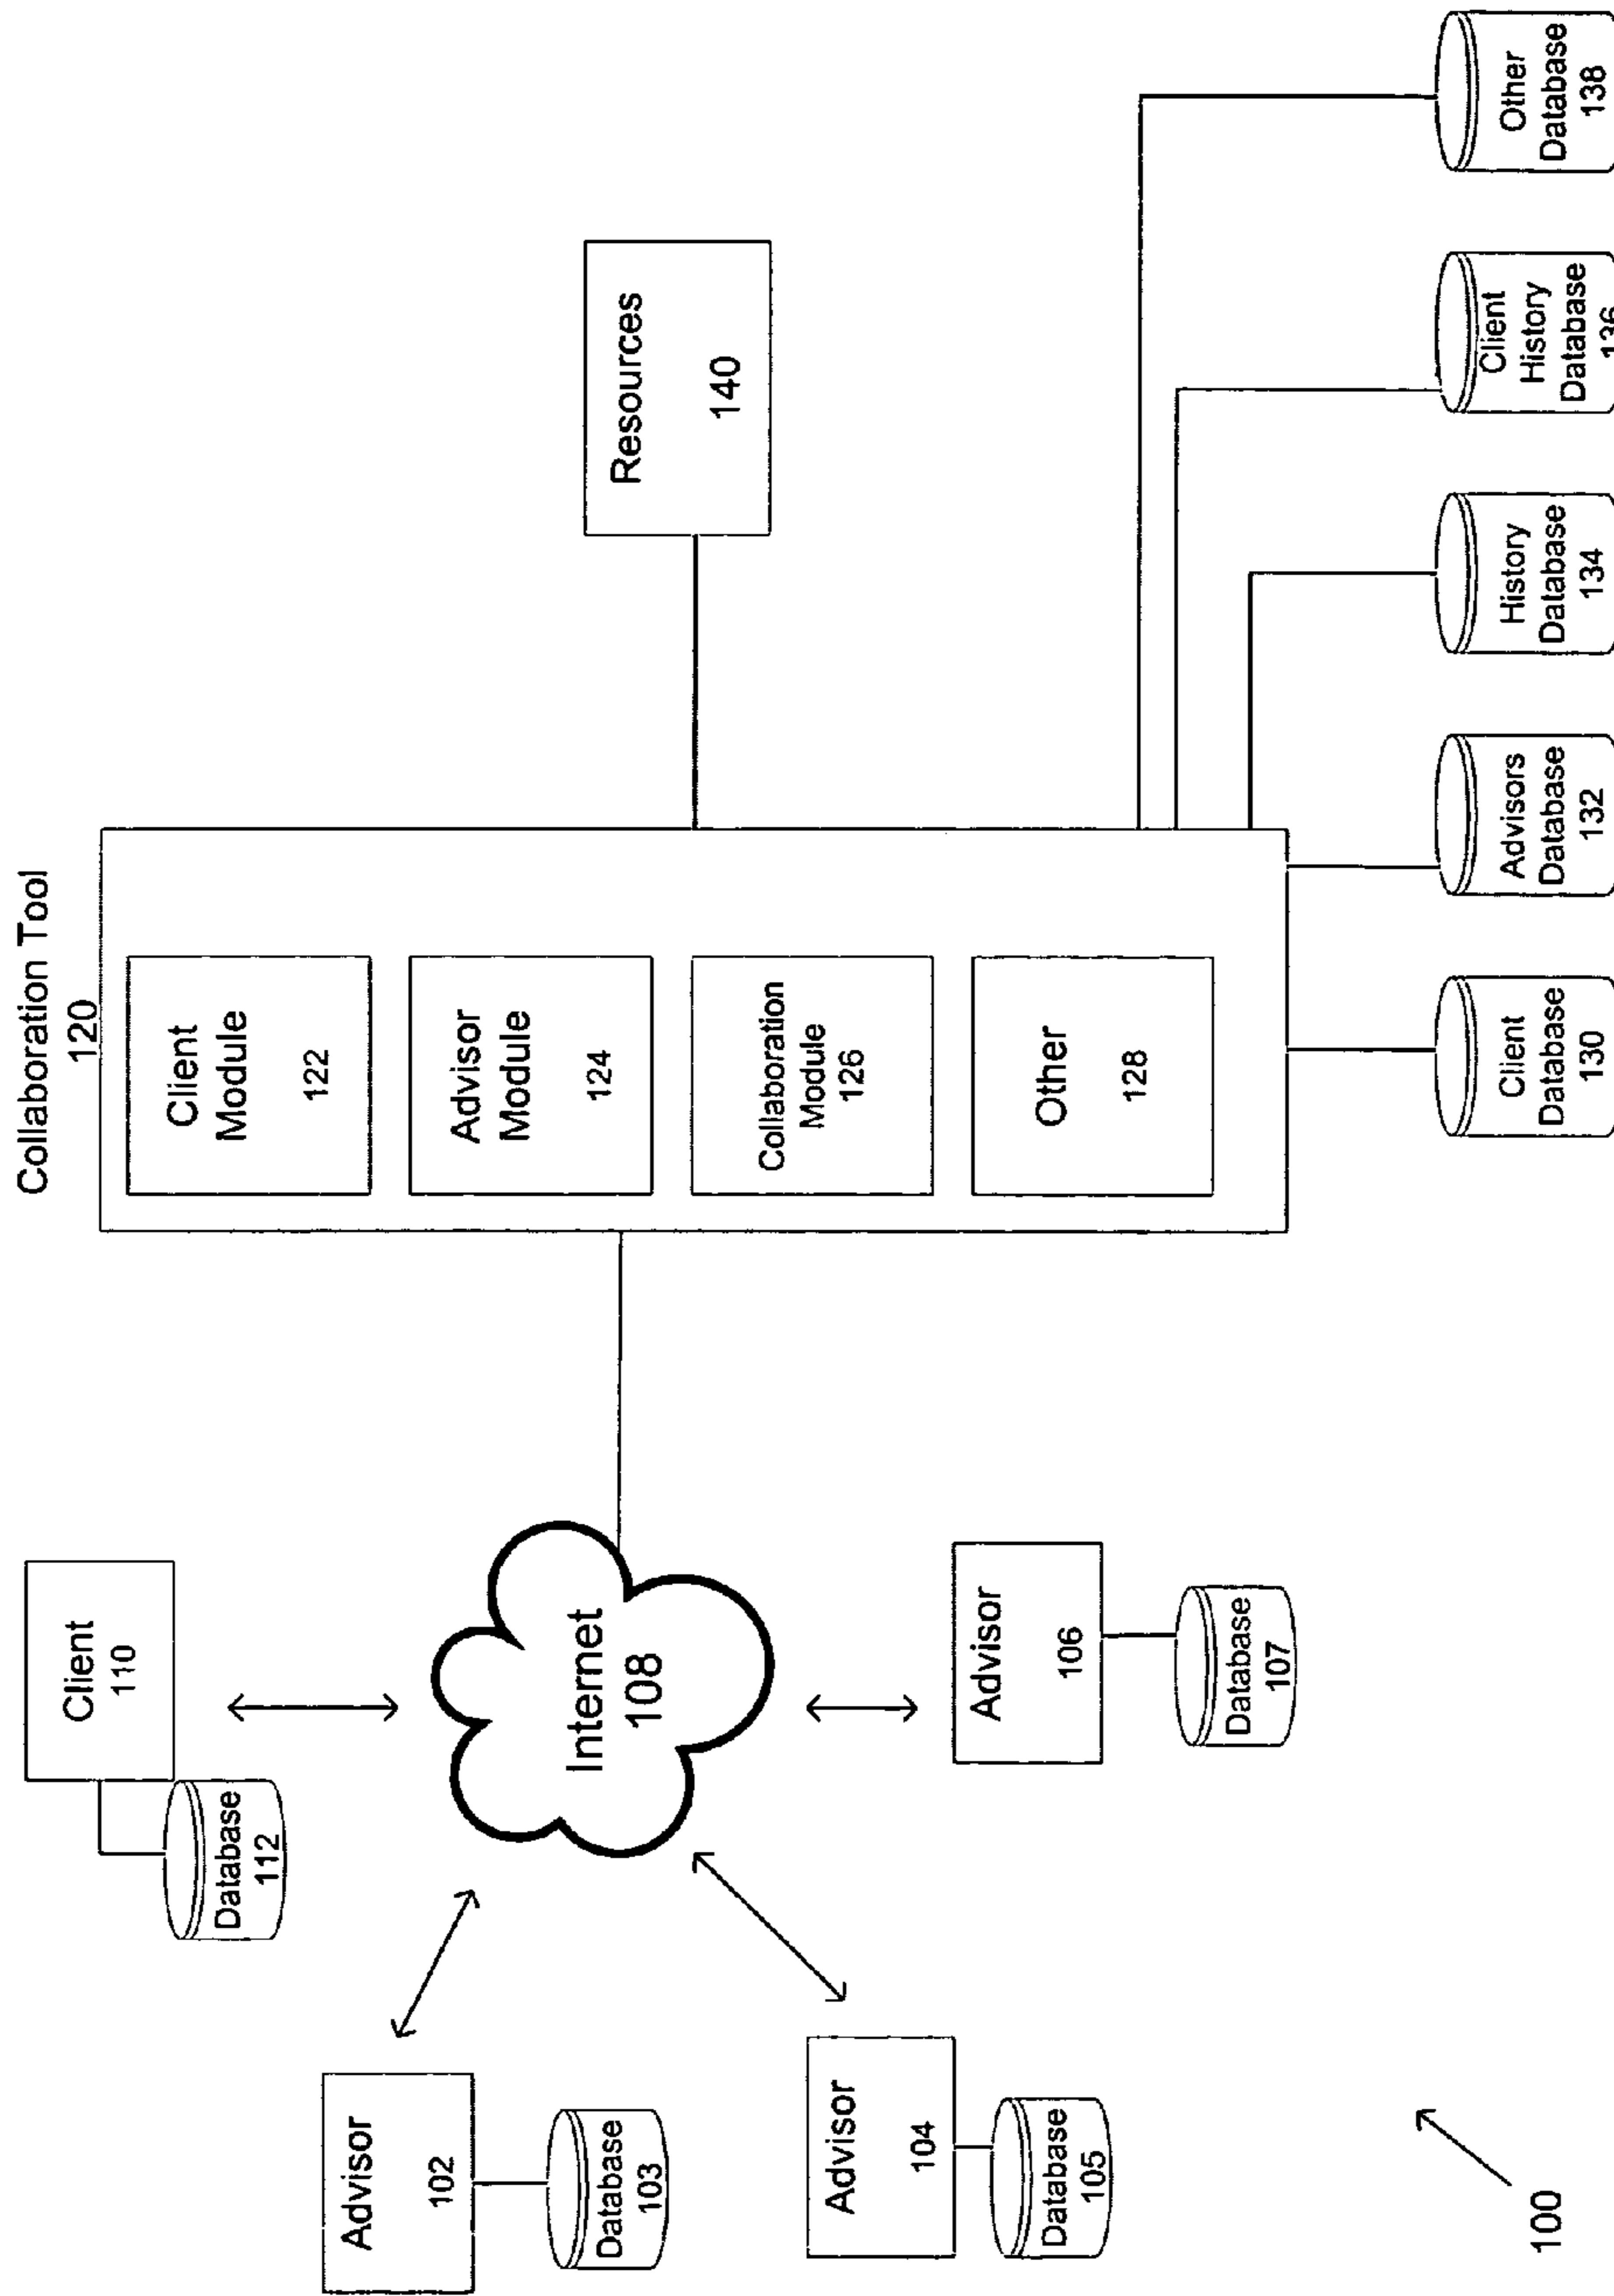 Collaboration Tool
120
Client
Module
122
Advisor
Module
124
Collaboration
Module
126
Other
128
Resources
140
Client
110
Database
112
Internet
108
Advisor
102
Database
103
Advisor
104
Database
105
Advisor
106
Database
107
Client
Database
130
Advisors
Database
132
History
Database
134
Client
History
Database
136
Other
Database
138
100